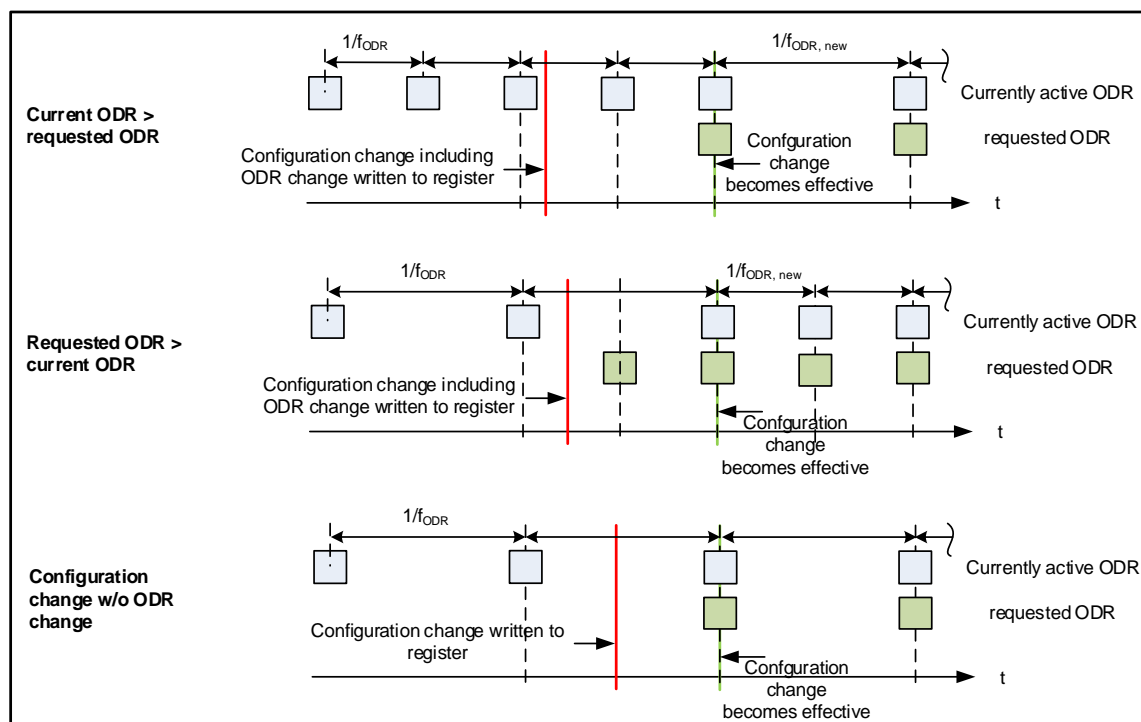 1/fODR
1/fODR, new
Current ODR >
requested ODR
Currently active ODR
requested ODR
Configuration change including
ODR change written to register
Confguration
change
becomes effective
t
1/fODR
1/fODR, new
Requested ODR >
current ODR
Currently active ODR
requested ODR
Configuration change including
ODR change written to register
Confguration
change
becomes effective
t
1/fODR
Configuration
change w/o ODR
change
Currently active ODR
requested ODR
Configuration change written to
register
Confguration
change
becomes effective
t